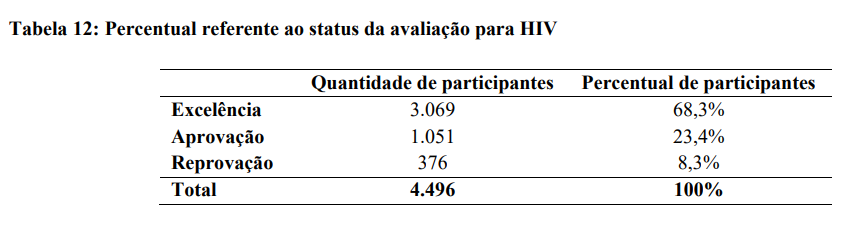 Tabela 12: Percentual referente ao status da avaliação para HIV
Quantidade de participantes Percentual de participantes
Excelência 3.069 68,3%
Aprovação 1.051 23,4%
Reprovação 376 8,3%
Total 4.496 100%